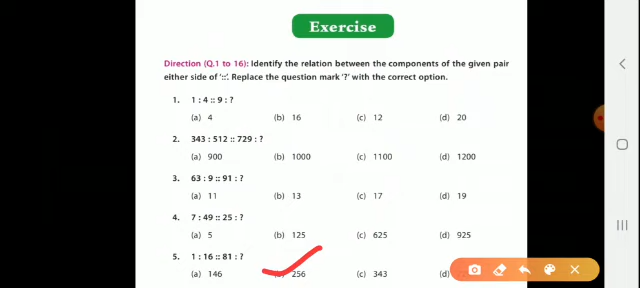 Exercise
Direction (Q.1 to 16): Identify the relation between the components of the given pair
either side of '::'. Replace the question mark '?' with the correct option.
1. 1 : 4 :: 9 : ?
(a) 4 (b) 16 (c) 12 (d) 20
2. 343 : 512 :: 729 : ?
(a) 900 (b) 1000 (c) 1100 (d) 1200
3. 63 : 9 :: 91 : ?
(a) 11 (b) 13 (c) 17 (d) 19
4. 7 : 49 :: 25 : ?
(a) 5 (b) 125 (c) 625 (d) 925
5. 1 : 16 :: 81 : ?
(a) 146 256 (c) 343 (d)